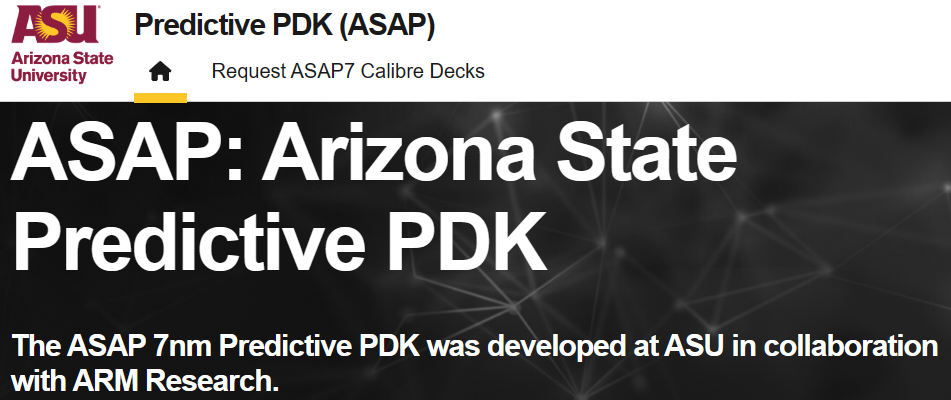 ASU
Arizona State
University
Predictive PDK (ASAP)
Request ASAP7 Calibre Decks
ASAP: Arizona State
Predictive PDK
The ASAP 7nm Predictive PDK was developed at ASU in collaboration
with ARM Research.